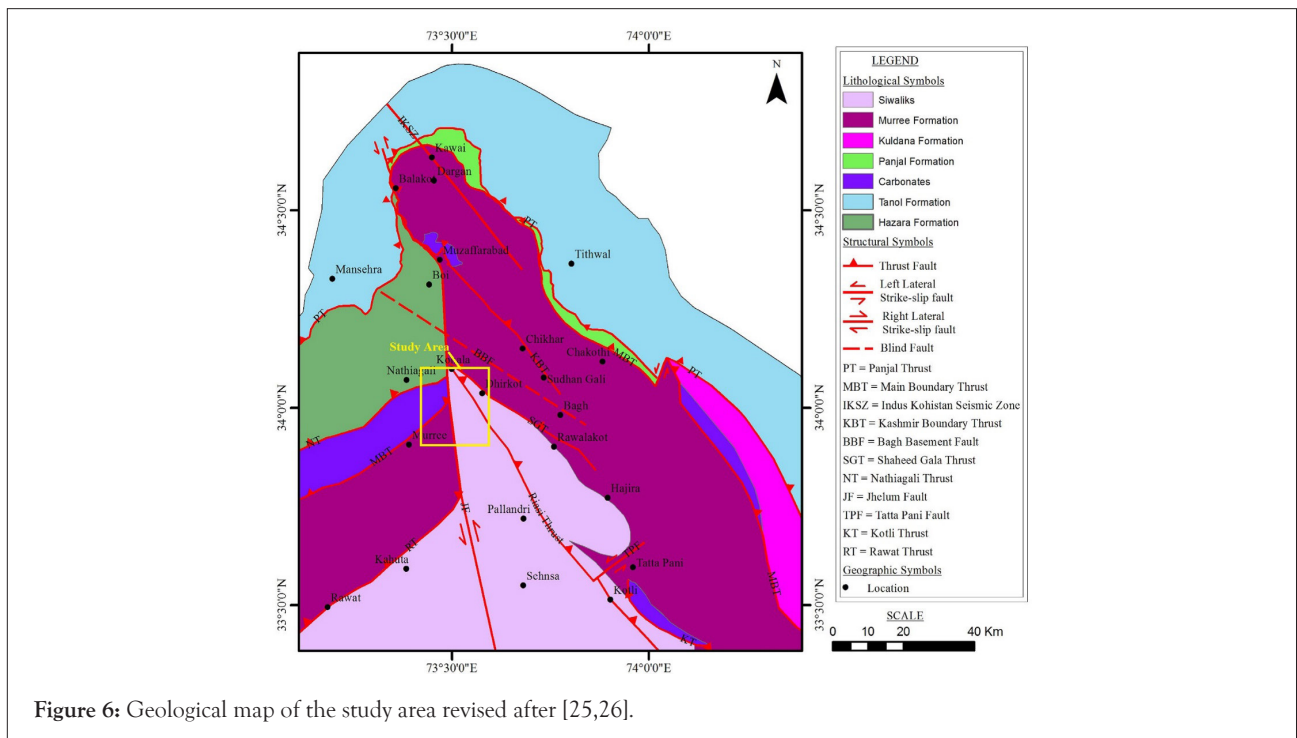 73°30'0"E
74°0'0"E
N
34°30'0"N
34°0'0"N
33°30'0"N
34°30'0"N
34°0'0"N
33°30'0"N
73°30'0"E
74°0'0"E
IKSZ
Kawai
Dargan
Balakot
PT
Tithwal
Muzaffarabad
Mansehra
Boi
PT
Chikhar
Chakothi
MBT
PT
Study Area
BBF
KBT
Kohala
Sudhan Gali
Nathiagali
Dhirkot
Bagh
SGT
Rawalakot
NT
MBT
Murree
Hajira
Riasi Thrust
Pallandri
JF
TPF
Tatta Pani
Kahuta
RT
Sehnsa
Kotli
Rawat
KT
MBT
LEGEND
Lithological Symbols
Siwaliks
Murree Formation
Kuldana Formation
Panjal Formation
Carbonates
Tanol Formation
Hazara Formation
Structural Symbols
Thrust Fault
Left Lateral
Strike-slip fault
Right Lateral
Strike-slip fault
Blind Fault
PT = Panjal Thrust
MBT = Main Boundary Thrust
IKSZ = Indus Kohistan Seismic Zone
KBT = Kashmir Boundary Thrust
BBF = Bagh Basement Fault
SGT = Shaheed Gala Thrust
NT = Nathiagali Thrust
JF = Jhelum Fault
TPF = Tatta Pani Fault
KT = Kotli Thrust
RT = Rawat Thrust
Geographic Symbols
Location
SCALE
0 10 20 40 Km
Figure 6: Geological map of the study area revised after [25,26].